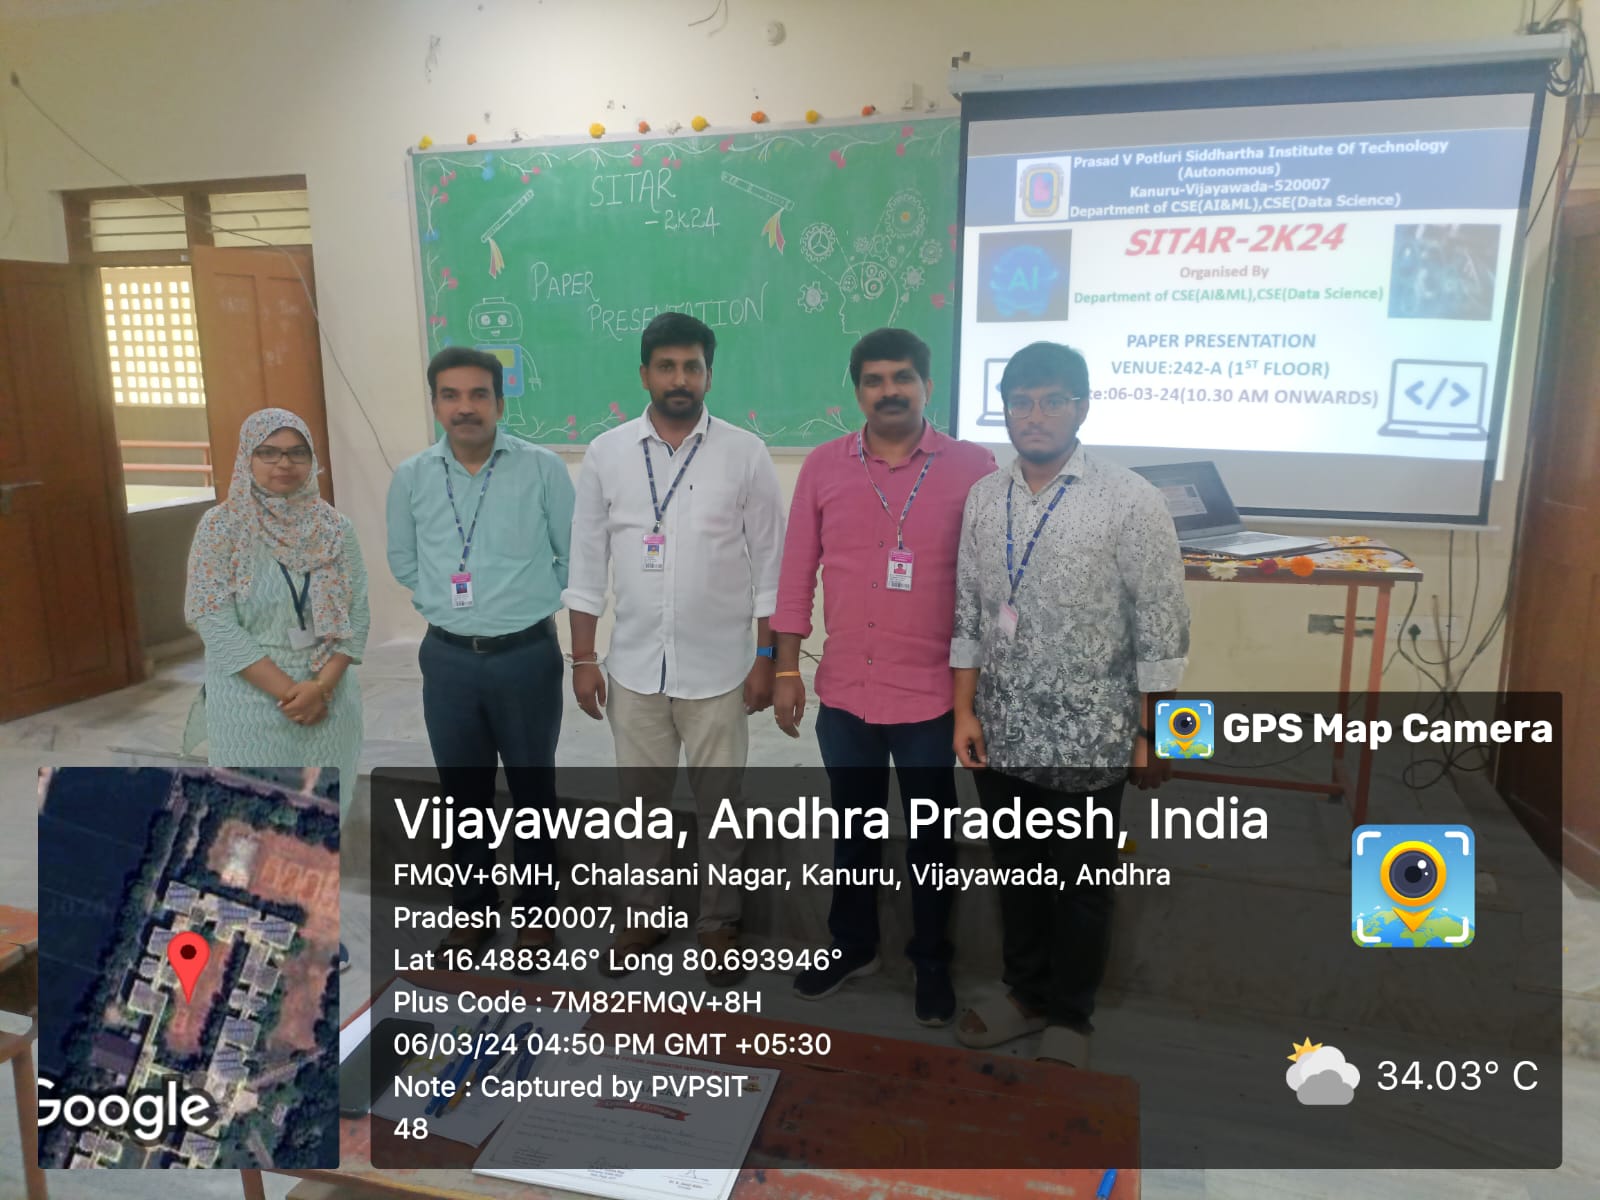 SITAR
-2K24
PAPER
PRESENTATION
Prasad V Potluri Siddhartha Institute Of Technology
(Autonomous)
Kanuru-Vijayawada-520007
Department of CSE(AI&ML),CSE(Data Science)
SITAR-2K24
AI
Organised By
Department of CSE(AI&ML),CSE(Data Science)
PAPER PRESENTATION
VENUE:242-A (1ST FLOOR)
te:06-03-24(10.30 AM ONWARDS)
</>
GPS Map Camera
Vijayawada, Andhra Pradesh, India
FMQV+6MH, Chalasani Nagar, Kanuru, Vijayawada, Andhra
Pradesh 520007, India
Lat 16.488346° Long 80.693946°
Plus Code : 7M82FMQV+8H
06/03/24 04:50 PM GMT +05:30
Note : Captured by PVPSIT
48
34.03° C
Google